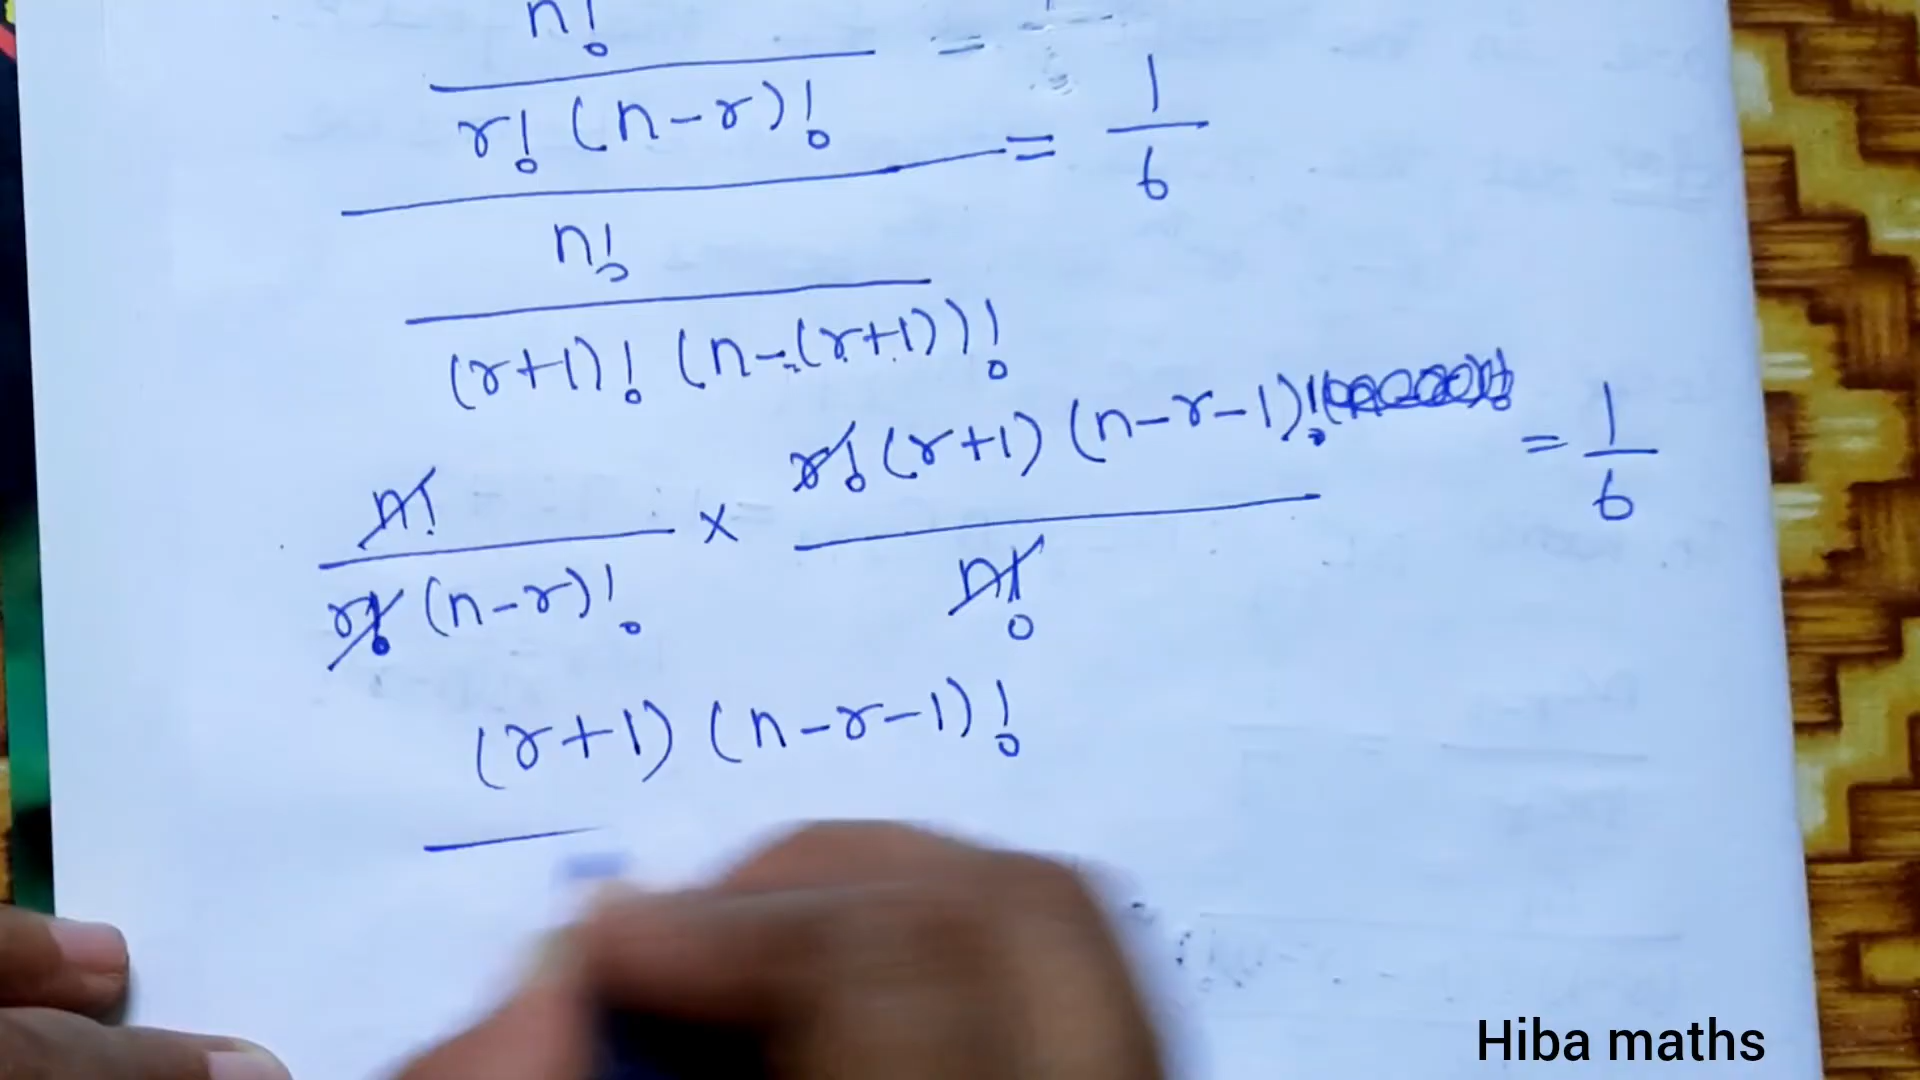 n!
r! (n-r)! = 1/6
n!
(r+1)! (n-(r+1))!
n!/r! (n-r)! × r! (r+1) (n-r-1)!/n! = 1/6
(r+1) (n-r-1)!
Hiba maths